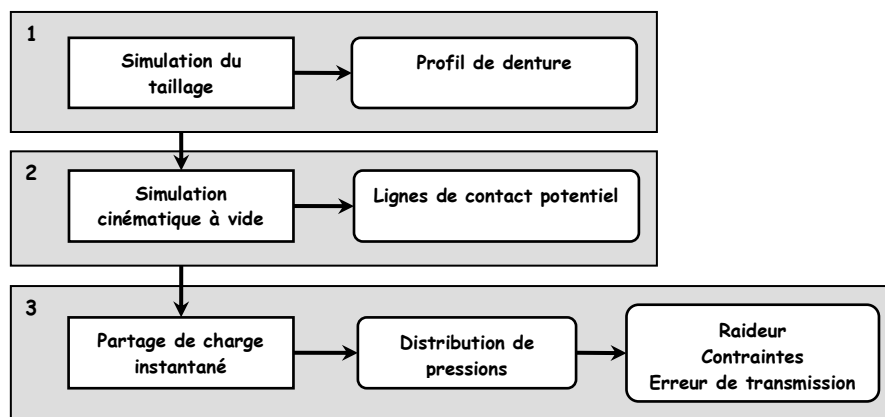 1
Simulation du
taillage
Profil de denture
2
Simulation
cinématique à vide
Lignes de contact potentiel
3
Partage de charge
instantané
Distribution de
pressions
Raideur
Contraintes
Erreur de transmission